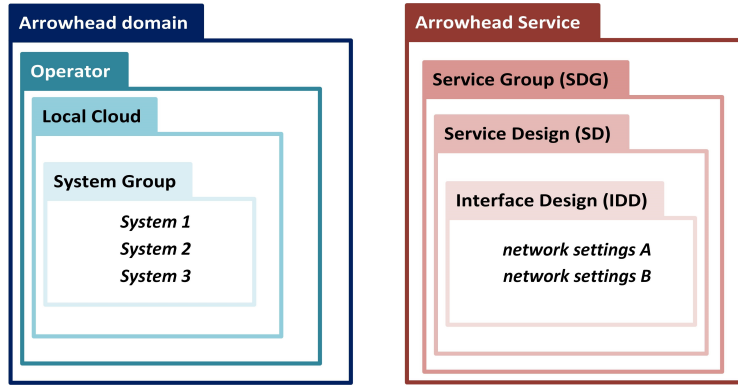 Arrowhead domain
Operator
Local Cloud
System Group
System 1
System 2
System 3
Arrowhead Service
Service Group (SDG)
Service Design (SD)
Interface Design (IDD)
network settings A
network settings B